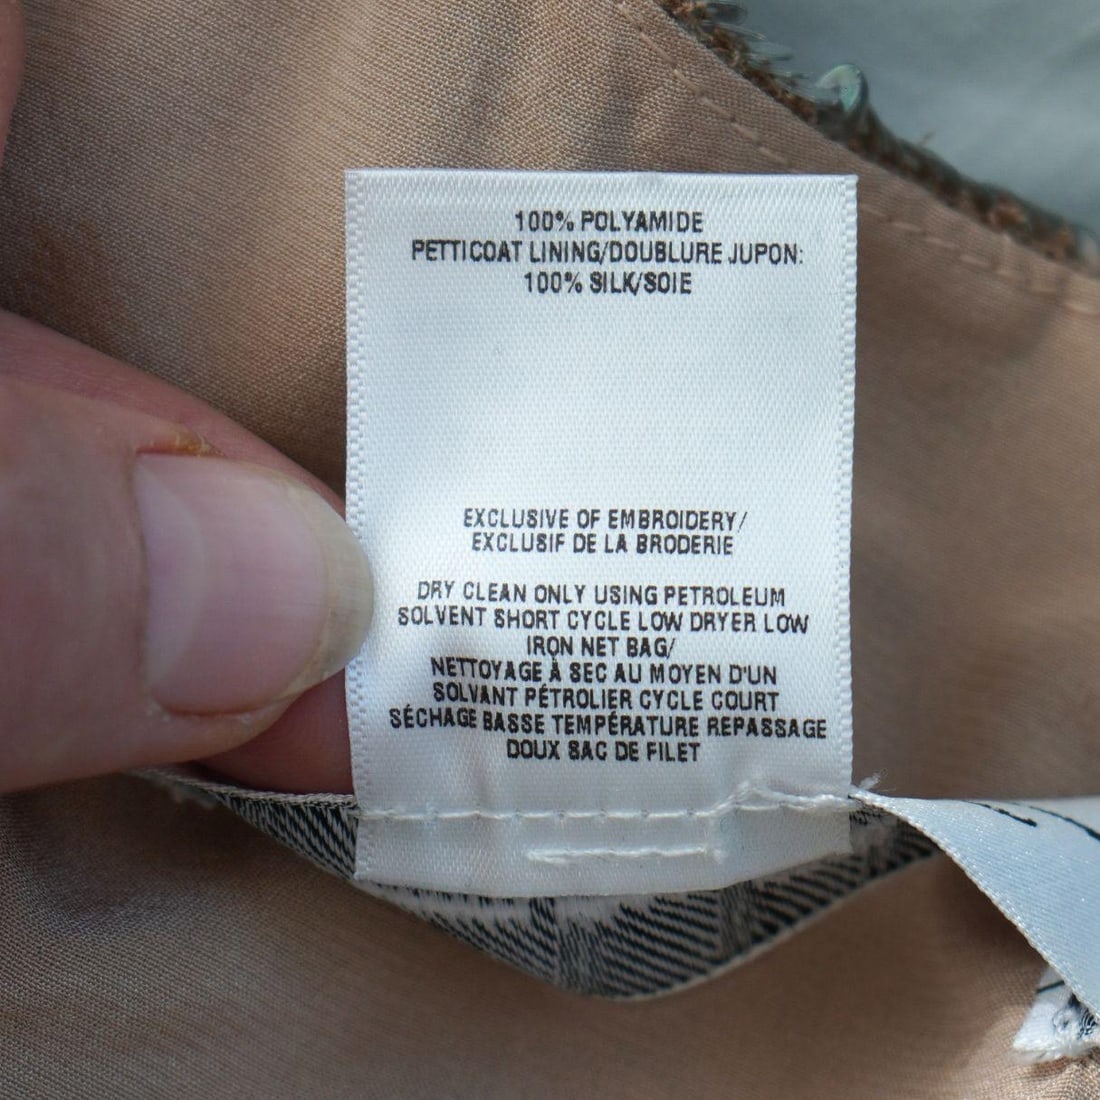 100% POLYAMIDE
PETTICOAT LINING/DOUBLURE JUPON:
100% SILK/SOIE
EXCLUSIVE OF EMBROIDERY/
EXCLUSIF DE LA BRODERIE
DRY CLEAN ONLY USING PETROLEUM
SOLVENT SHORT CYCLE LOW DRYER LOW
IRON NET BAG/
NETTOYAGE À SEC AU MOYEN D'UN
SOLVANT PÉTROLIER CYCLE COURT
SÉCHAGE BASSE TEMPÉRATURE REPASSAGE
DOUX SAC DE FILET